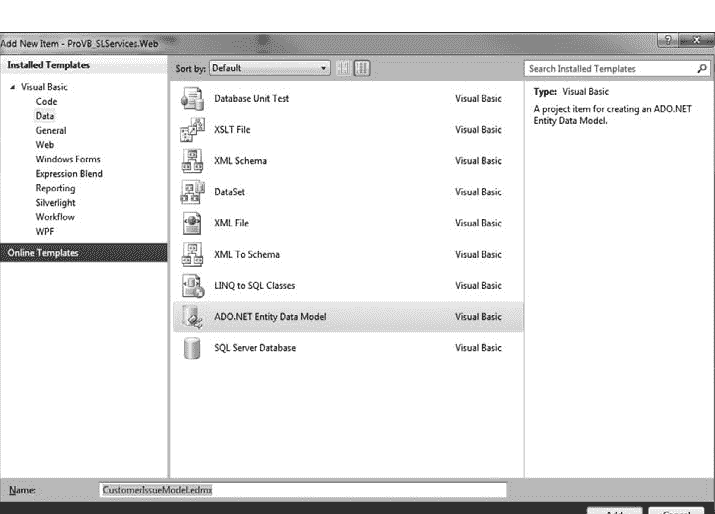 Add New Item - ProVB_SLServices.Web
Installed Templates
Sort by: Default
Search Installed Templates
Visual Basic
Code
Data
General
Web
Windows Forms
Expression Blend
Reporting
Silverlight
Workflow
WPF
Online Templates
Database Unit Test Visual Basic
XSLT File Visual Basic
XML Schema Visual Basic
DataSet Visual Basic
XML File Visual Basic
XML To Schema Visual Basic
LINQ to SQL Classes Visual Basic
ADO.NET Entity Data Model Visual Basic
SQL Server Database Visual Basic
Type: Visual Basic
A project item for creating an ADO.NET
Entity Data Model.
Name: CustomerIssueModel.edmx
Add Cancel